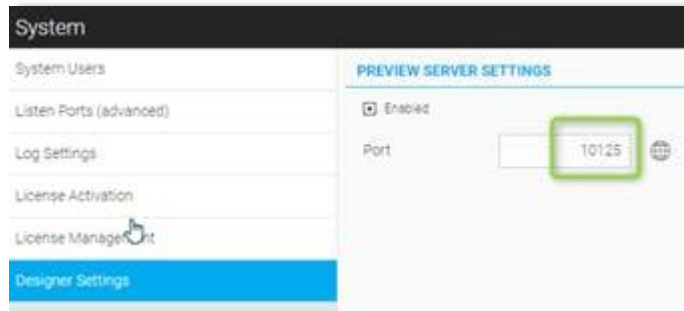 System
System Users
Listen Ports (advanced)
Log Settings
License Activation
License Management
Designer Settings
PREVIEW SERVER SETTINGS
Enabled
Port 10125